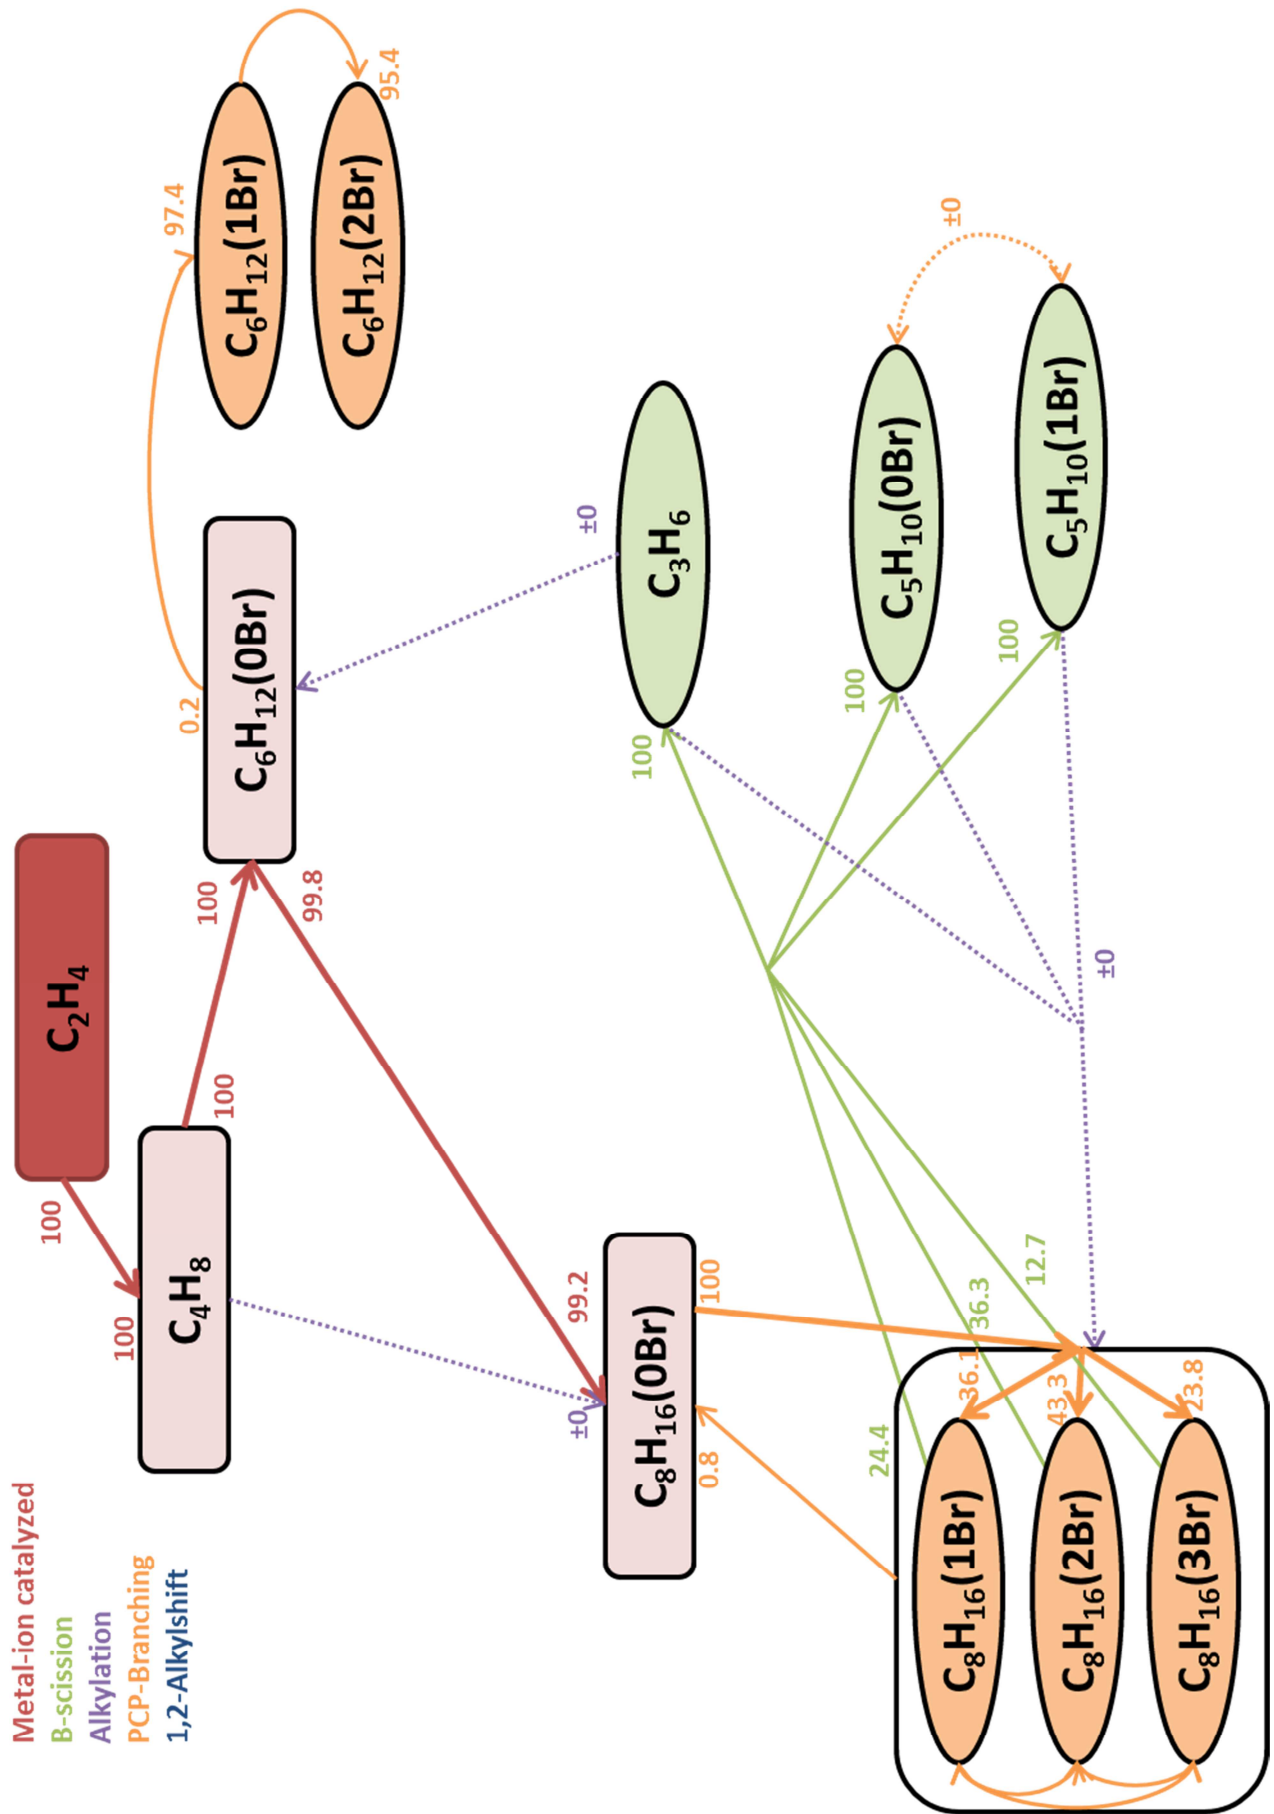 Metal-ion catalyzed
B-scission
Alkylation
PCP-Branching
1,2-Alkylshift
C₂H₄
100
100
C₄H₈
100
100
C₆H₁₂(0Br)
99.8
0.2
97.4
C₆H₁₂(1Br)
C₆H₁₂(2Br)
95.4
±0
99.2
C₈H₁₆(0Br)
100
0.8
±0
C₃H₆
100
100
C₅H₁₀(0Br)
±0
100
C₅H₁₀(1Br)
±0
24.4
36.3
12.7
36.1
43.3
23.8
C₈H₁₆(1Br)
C₈H₁₆(2Br)
C₈H₁₆(3Br)